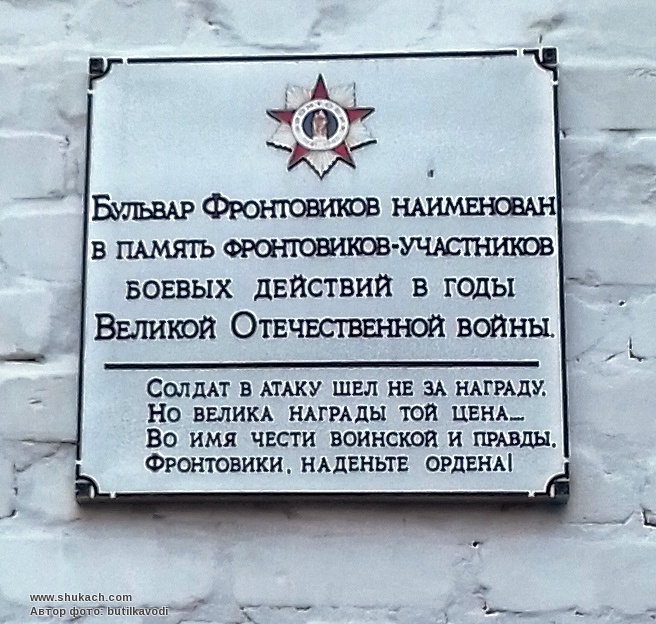 Бульвар Фронтовиков наименован
в память фронтовиков-участников
боевых действий в годы
Великой Отечественной войны.
Солдат в атаку шел не за награду,
Но велика награды той цена...
Во имя чести воинской и правды,
Фронтовики, наденьте ордена!
www.shukach.com
Автор фото: butilkavodi